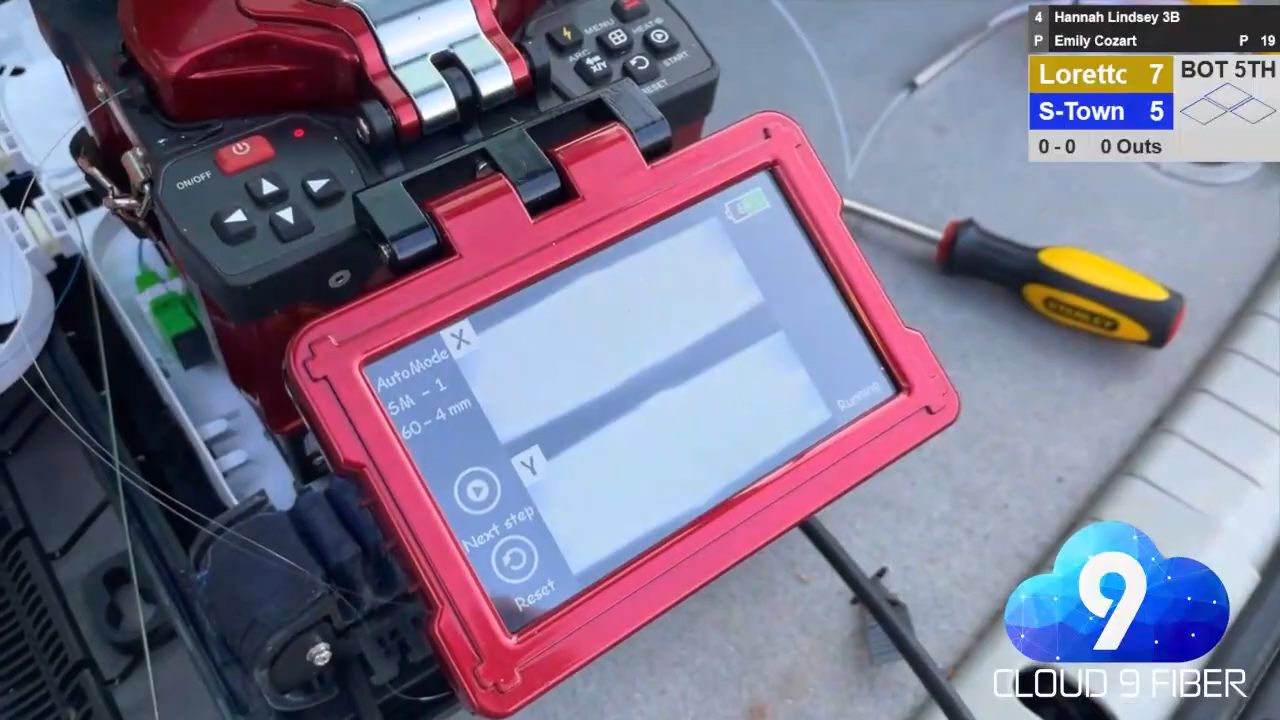 4 Hannah Lindsey 3B
P Emily Cozart P 19
Lorettc 7
S-Town 5
BOT 5TH
0 - 0 0 Outs
MENU
HEAT
ARC
X/Y
START
RESET
ON/OFF
X
Auto Mode
SM - 1
60 - 4 mm
Y
Next step
Reset
Running
STANLEY
9
CLOUD 9 FIBER